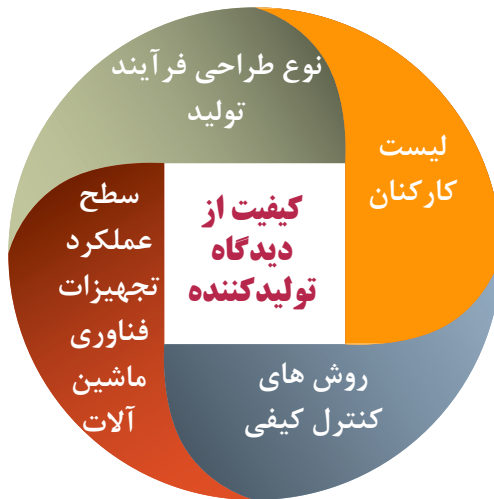 نوع طراحی فرآیند
تولید
لیست
کارکنان
کیفیت از
دیدگاه
تولیدکننده
سطح
عملکرد
تجهیزات
فناوری
ماشین
آلات
روش های
کنترل کیفی